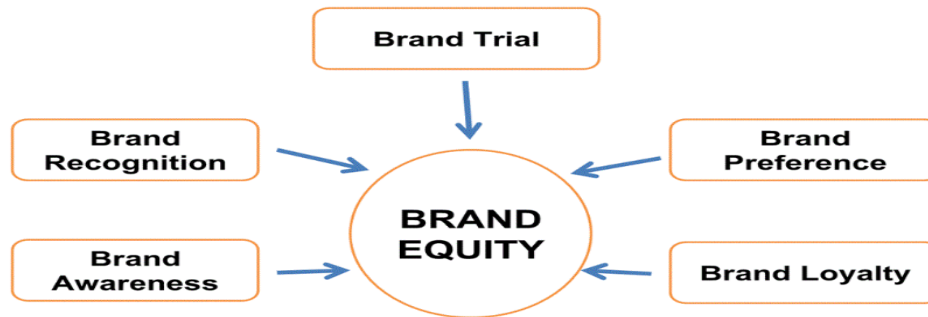 Brand Trial
Brand
Recognition
Brand
Preference
BRAND
EQUITY
Brand
Awareness
Brand Loyalty